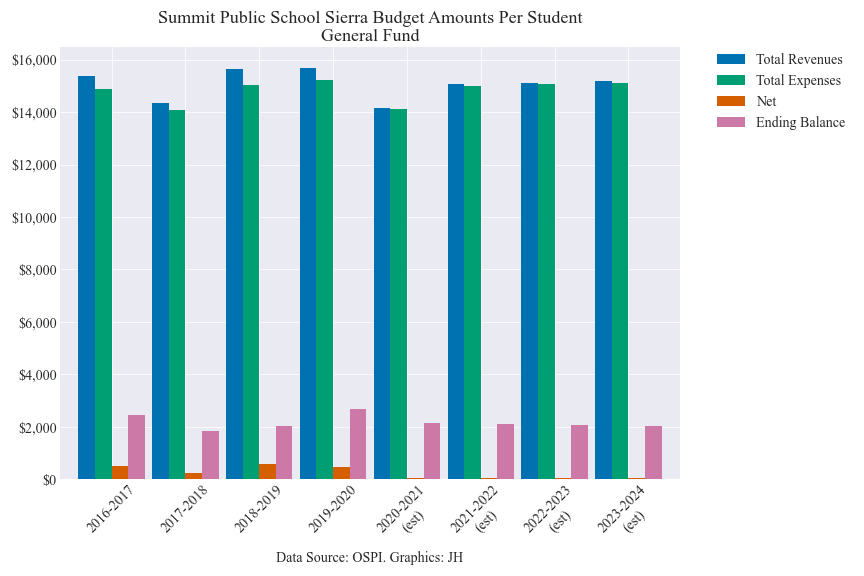 Summit Public School Sierra Budget Amounts Per Student
General Fund
$16,000
$14,000
$12,000
$10,000
$8,000
$6,000
$4,000
$2,000
$0
Total Revenues
Total Expenses
Net
Ending Balance
2016-2017
2017-2018
2018-2019
2019-2020
2020-2021
(est)
2021-2022
(est)
2022-2023
(est)
2023-2024
(est)
Data Source: OSPI. Graphics: JH